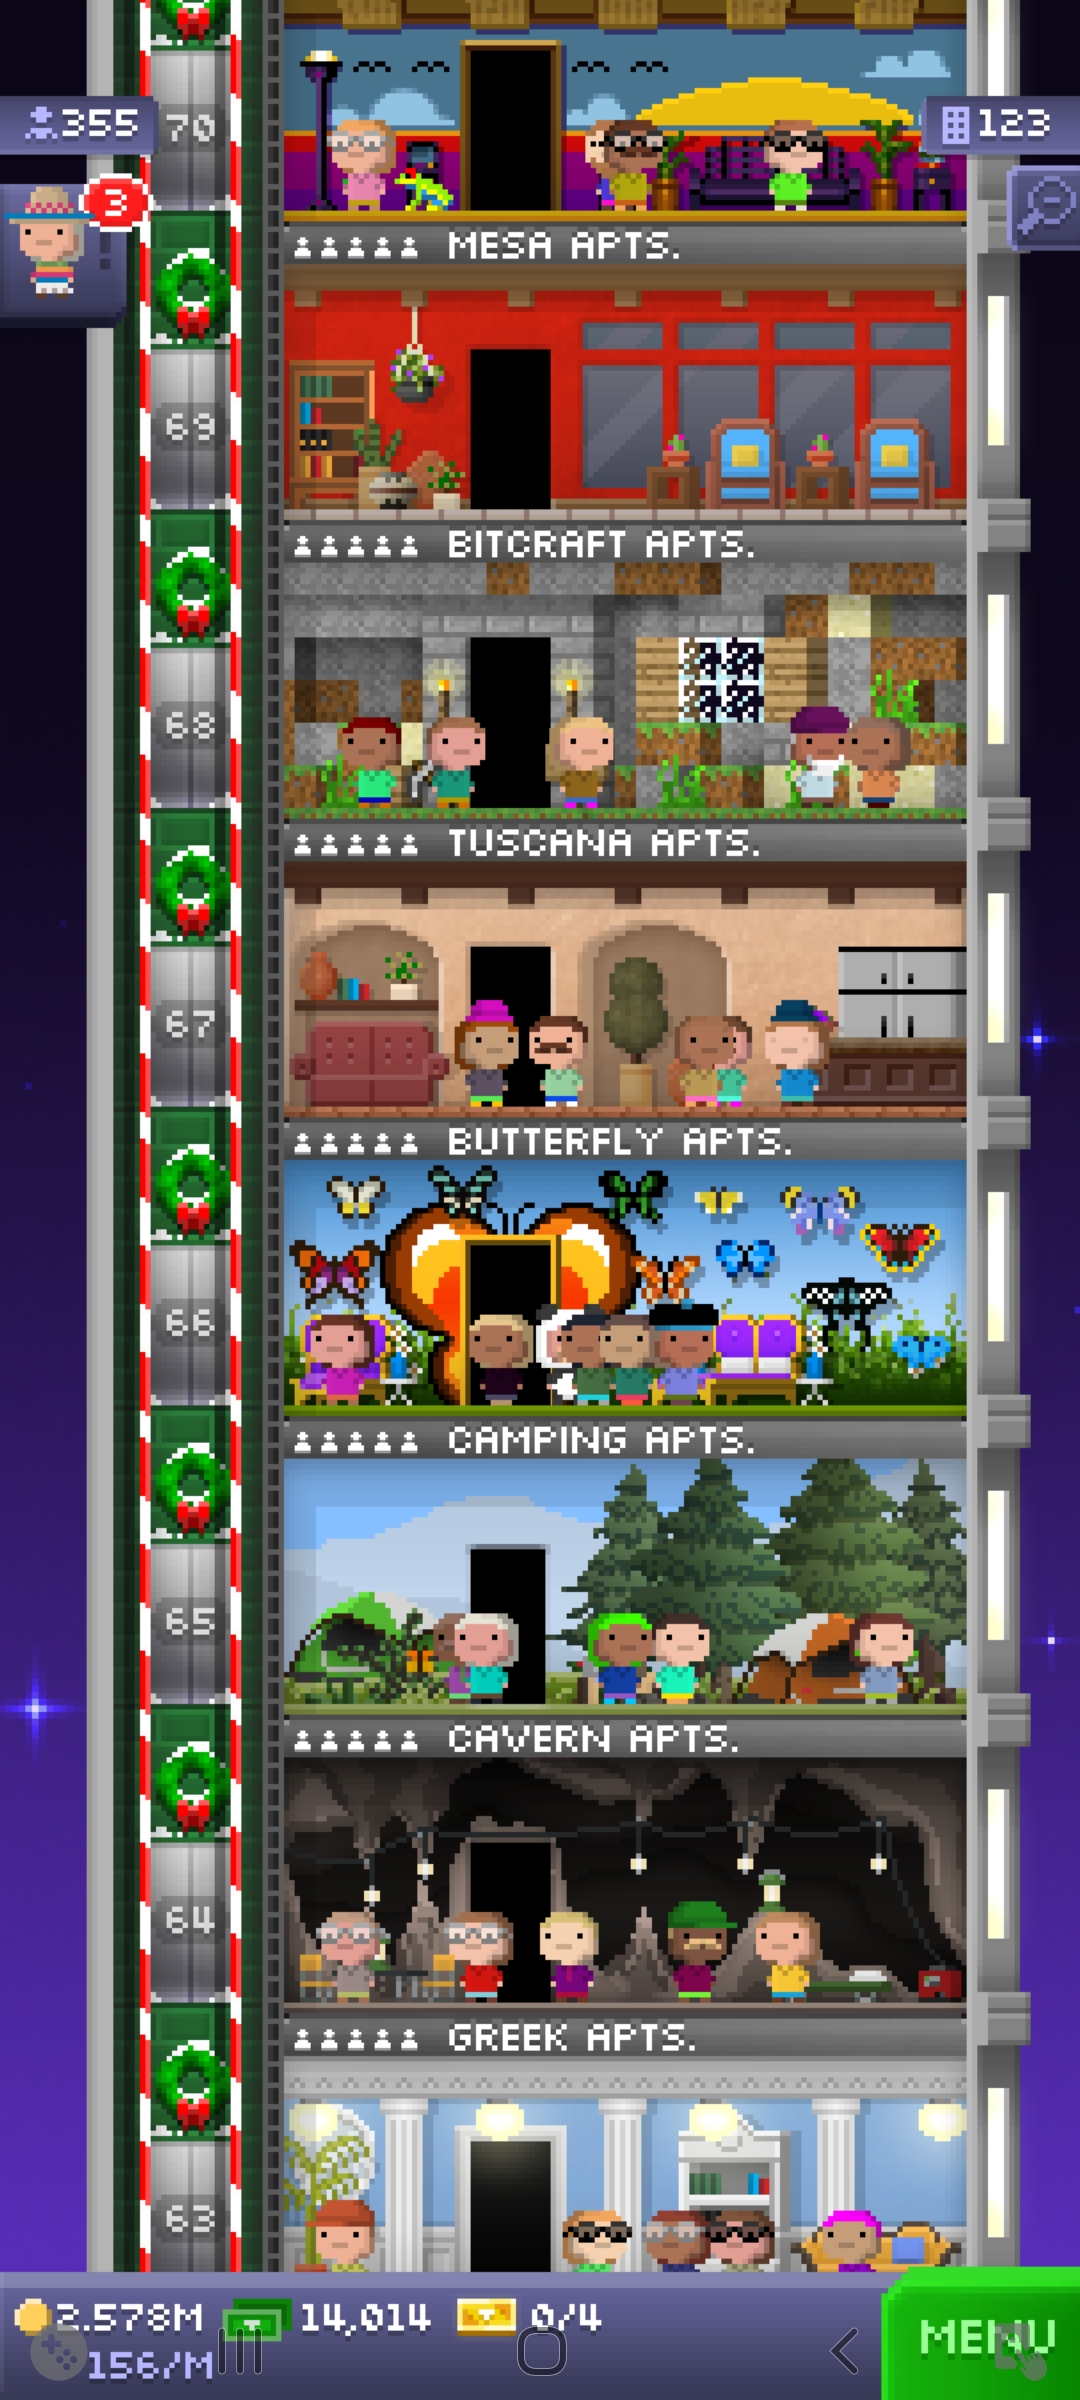 70
355
123
3
MESA APTS.
69
BITCRAFT APTS.
68
TUSCANA APTS.
67
BUTTERFLY APTS.
66
CAMPING APTS.
65
CAVERN APTS.
64
GREEK APTS.
63
2.578M
14,014
0/4
MENU
156/M